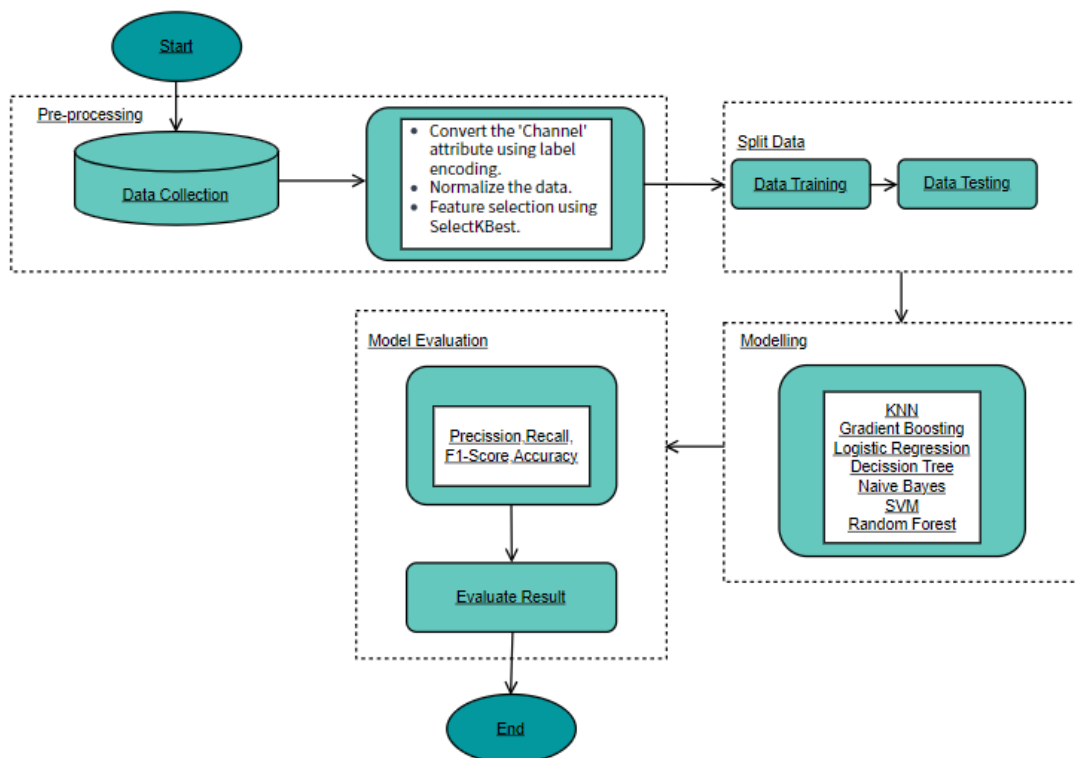 Start
Pre-processing
Data Collection
• Convert the 'Channel'
attribute using label
encoding.
• Normalize the data.
• Feature selection using
SelectKBest.
Split Data
Data Training
Data Testing
Modelling
KNN
Gradient Boosting
Logistic Regression
Decission Tree
Naive Bayes
SVM
Random Forest
Model Evaluation
Precission,Recall,
F1-Score,Accuracy
Evaluate Result
End